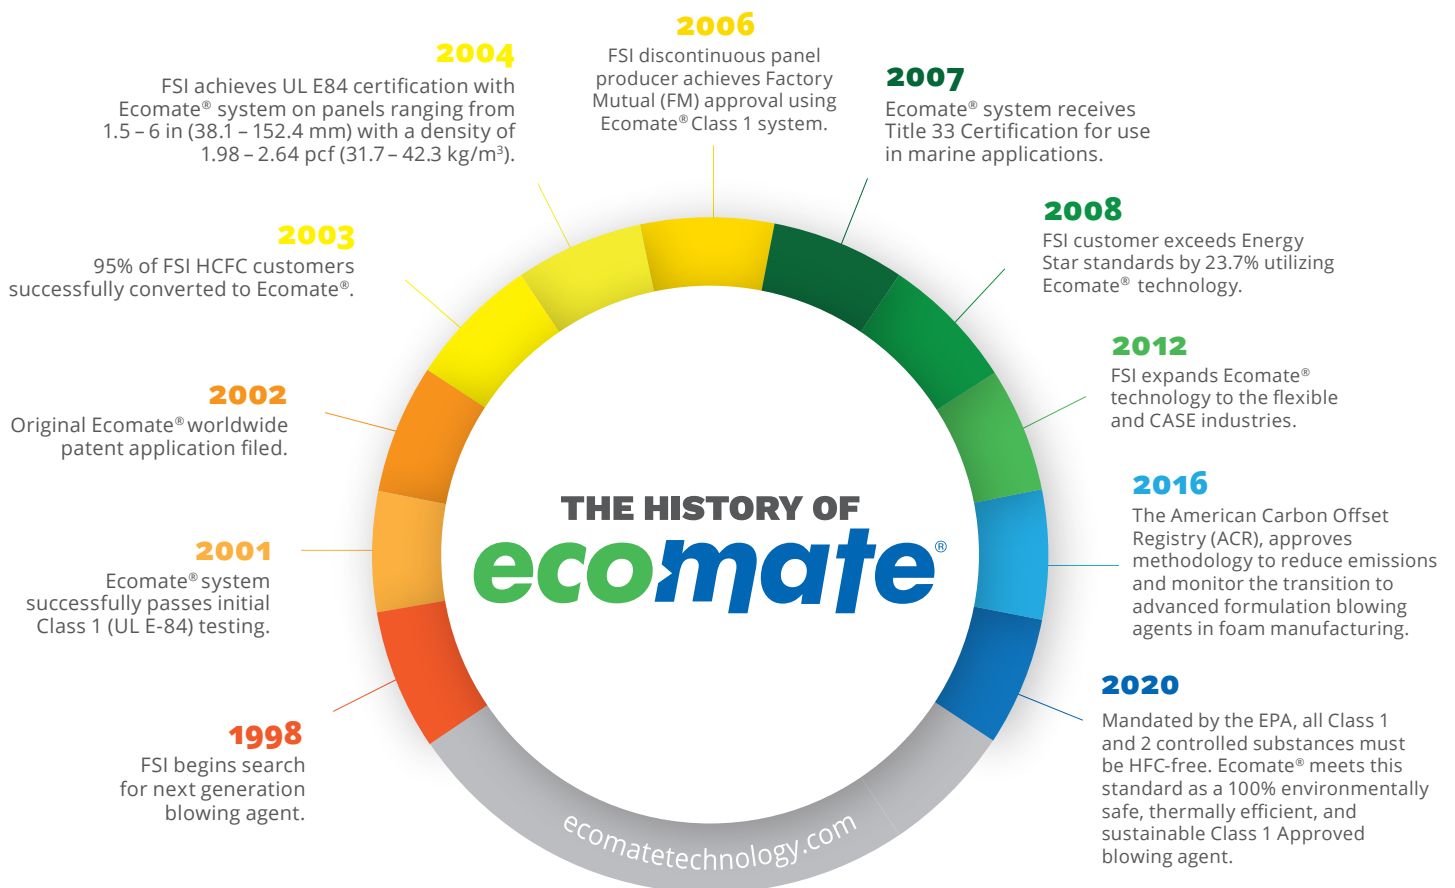 THE HISTORY OF
ecomate®
1998
FSI begins search
for next generation
blowing agent.
2001
Ecomate® system
successfully passes initial
Class 1 (UL E-84) testing.
2002
Original Ecomate® worldwide
patent application filed.
2003
95% of FSI HCFC customers
successfully converted to Ecomate®.
2004
FSI achieves UL E84 certification with
Ecomate® system on panels ranging from
1.5 – 6 in (38.1 – 152.4 mm) with a density of
1.98 – 2.64 pcf (31.7 – 42.3 kg/m³).
2006
FSI discontinuous panel
producer achieves Factory
Mutual (FM) approval using
Ecomate® Class 1 system.
2007
Ecomate® system receives
Title 33 Certification for use
in marine applications.
2008
FSI customer exceeds Energy
Star standards by 23.7% utilizing
Ecomate® technology.
2012
FSI expands Ecomate®
technology to the flexible
and CASE industries.
2016
The American Carbon Offset
Registry (ACR), approves
methodology to reduce emissions
and monitor the transition to
advanced formulation blowing
agents in foam manufacturing.
2020
Mandated by the EPA, all Class 1
and 2 controlled substances must
be HFC-free. Ecomate® meets this
standard as a 100% environmentally
safe, thermally efficient, and
sustainable Class 1 Approved
blowing agent.
ecomatetechnology.com